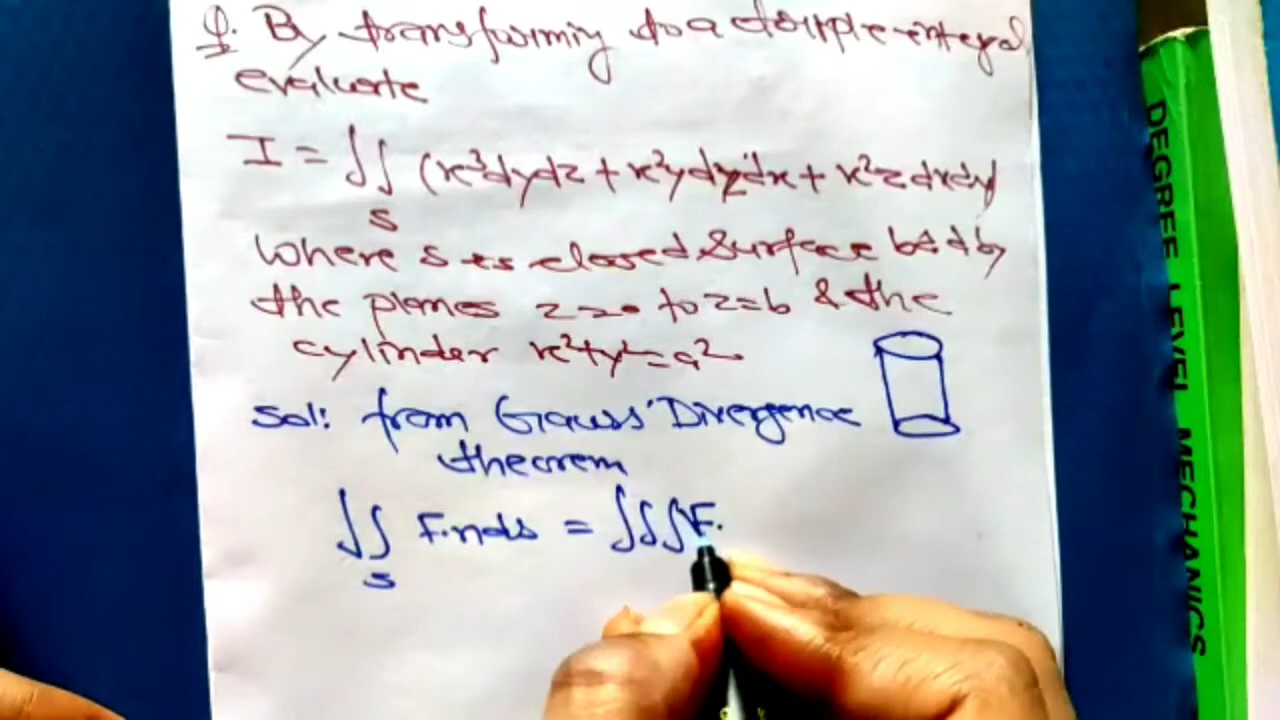 Q. By transforming to a triple integral
evaluate
I = ∫∫ (x³dydz + x²ydzdx + x²zdxdy
S
where S is closed surface bdd by
the planes z=0 to z=b & the
cylinder x²+y²=a²
Sol: from Gauss' Divergence
theorem
∫∫ F.nds = ∫∫∫ ∇F.
S
DEGREE LEVEL MECHANICS